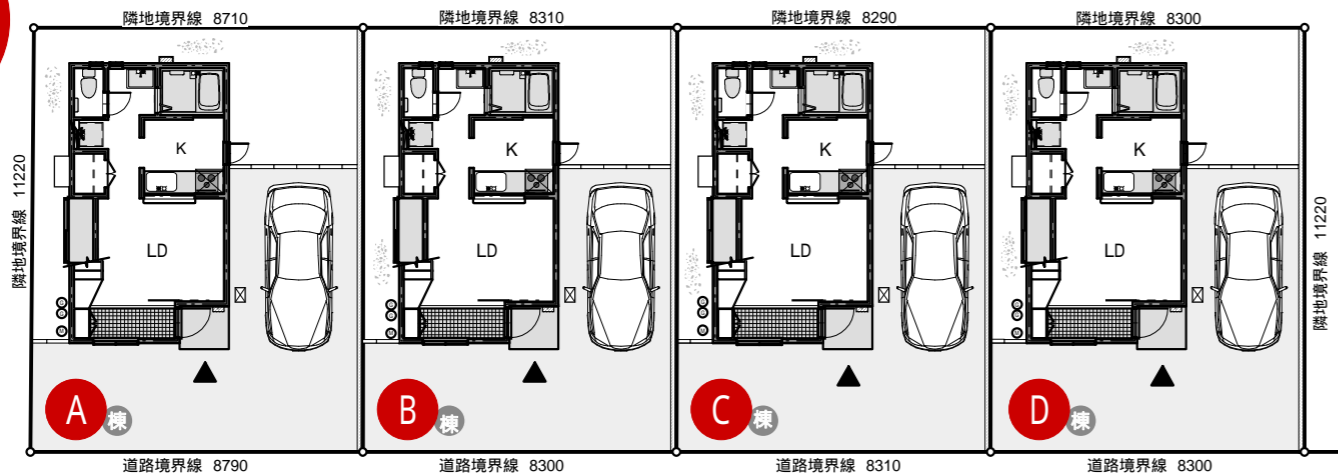 隣地境界線 8710
隣地境界線 8310
隣地境界線 8290
隣地境界線 8300
隣地境界線 11220
K
LD
K
LD
K
LD
K
LD
隣地境界線 11220
A 棟
B 棟
C 棟
D 棟
道路境界線 8790
道路境界線 8300
道路境界線 8310
道路境界線 8300